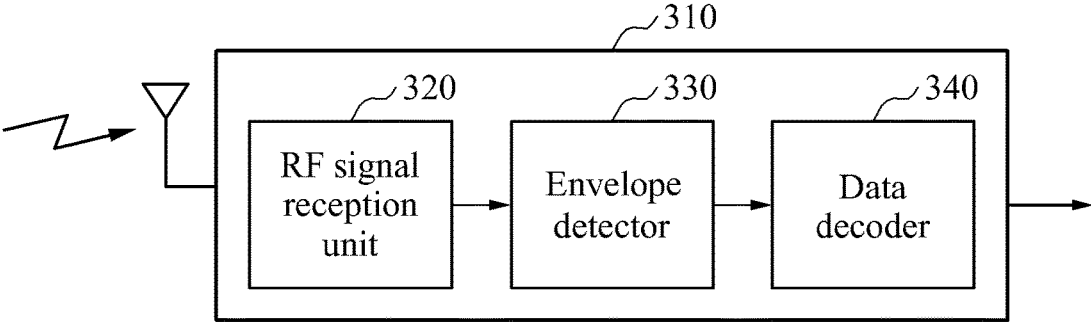 310
320
330
340
RF signal
reception
unit
Envelope
detector
Data
decoder